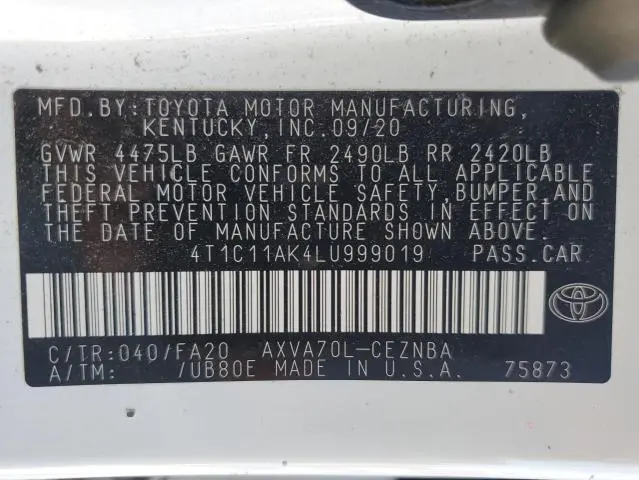 MFD.BY:TOYOTA MOTOR MANUFACTURING,
KENTUCKY,INC.09/20
GVWR 4475LB GAWR FR 2490LB RR 2420LB
THIS VEHICLE CONFORMS TO ALL APPLICABLE
FEDERAL MOTOR VEHICLE SAFETY,BUMPER,AND
THEFT PREVENTION STANDARDS IN EFFECT ON
THE DATE OF MANUFACTURE SHOWN ABOVE.
4T1C11AK4LU999019 PASS.CAR
C/TR:040/FA20 AXVA70L-CEZNBA
A/TM: /UB80E MADE IN U.S.A. 75873